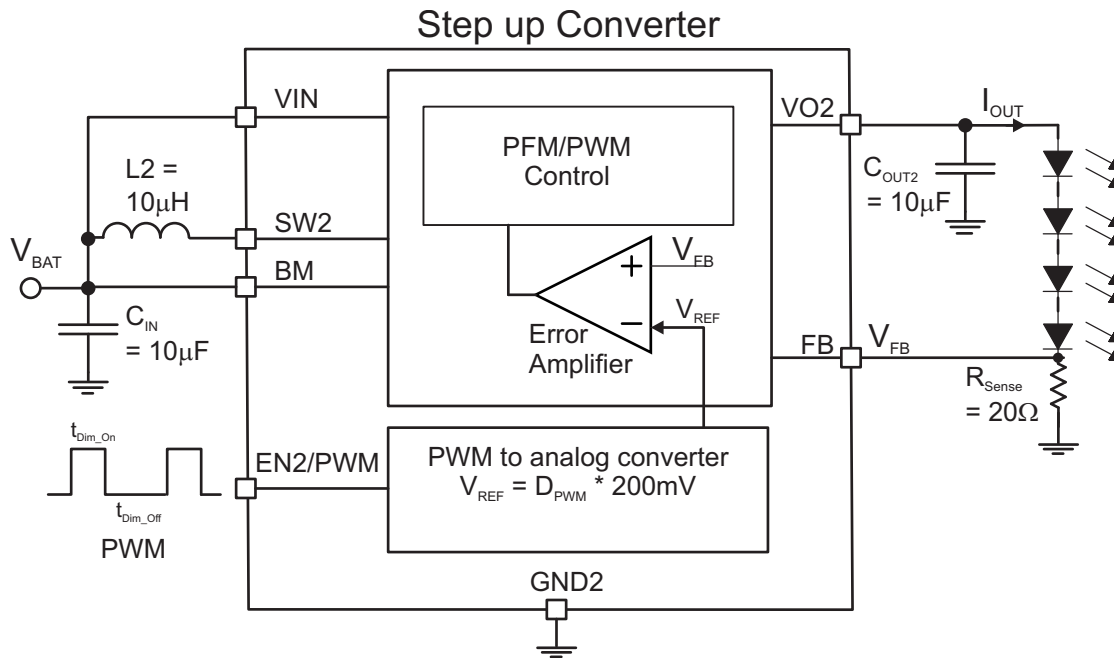 Step up Converter
VIN
VO2
I_OUT
PFM/PWM
Control
L2 =
10μH
C_OUT2
= 10μF
SW2
V_BAT
BM
V_FB
V_REF
C_IN
= 10μF
Error
Amplifier
FB
V_FB
R_Sense
= 20Ω
t_Dim_On
EN2/PWM
PWM to analog converter
V_REF = D_PWM * 200mV
t_Dim_Off
PWM
GND2